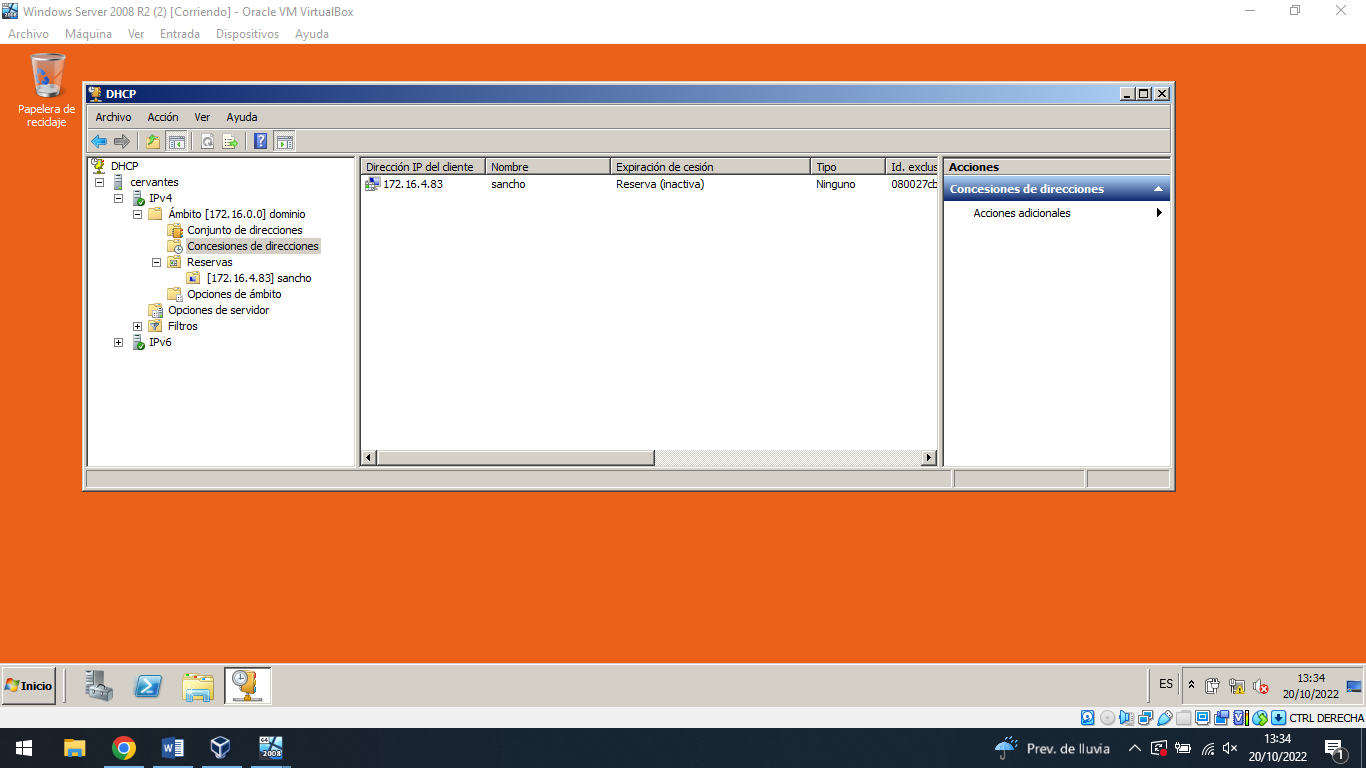 Windows Server 2008 R2 (2) [Corriendo] - Oracle VM VirtualBox
Archivo Máquina Ver Entrada Dispositivos Ayuda
Papelera de
reciclaje
DHCP
Archivo Acción Ver Ayuda
DHCP
cervantes
IPv4
Ámbito [172.16.0.0] dominio
Conjunto de direcciones
Concesiones de direcciones
Reservas
[172.16.4.83] sancho
Opciones de ámbito
Opciones de servidor
Filtros
IPv6
Dirección IP del cliente Nombre Expiración de cesión Tipo Id. exclus
172.16.4.83 sancho Reserva (inactiva) Ninguno 080027cb
Acciones
Concesiones de direcciones
Acciones adicionales
Inicio
ES
13:34
20/10/2022
CTRL DERECHA
2008
Prev. de lluvia
13:34
20/10/2022
1